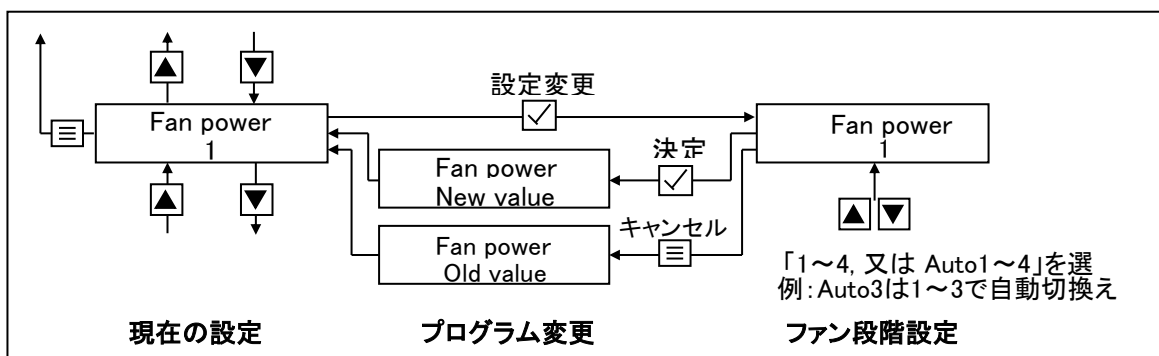 設定変更
Fan power
1
Fan power
1
決定
Fan power
New value
キャンセル
Fan power
Old value
「1～4, 又は Auto1～4」を選
例：Auto3は1～3で自動切換え
現在の設定
プログラム変更
ファン段階設定